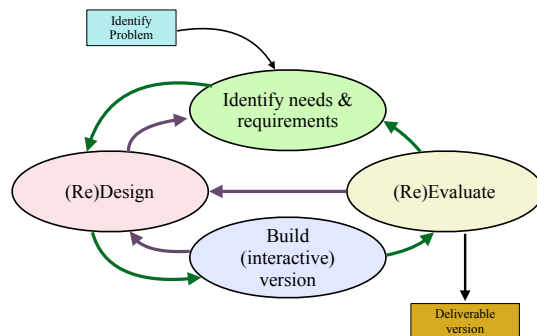 Identify
Problem
Identify needs &
requirements
(Re)Design
(Re)Evaluate
Build
(interactive)
version
Deliverable
version